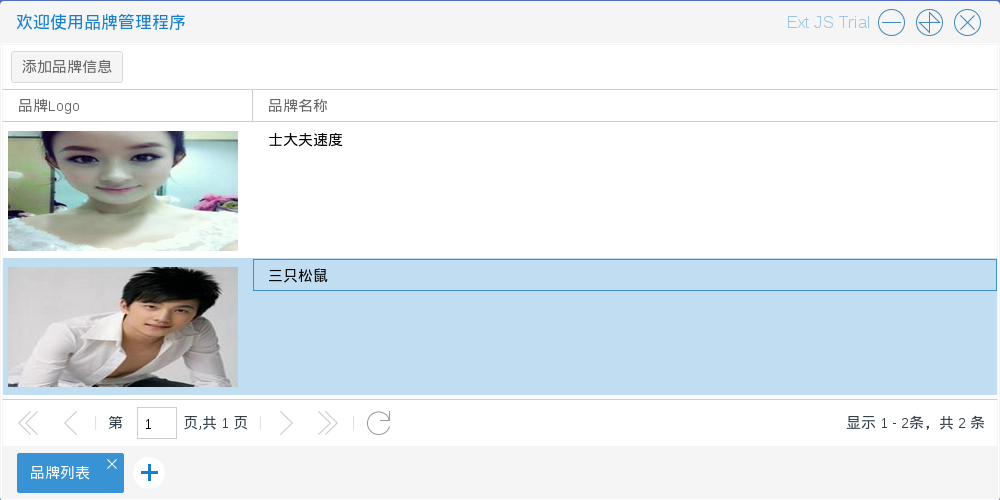 欢迎使用品牌管理程序
Ext JS Trial
添加品牌信息
品牌Logo
品牌名称
士大夫速度
三只松鼠
第 1 页,共 1 页
显示 1 - 2条，共 2 条
品牌列表